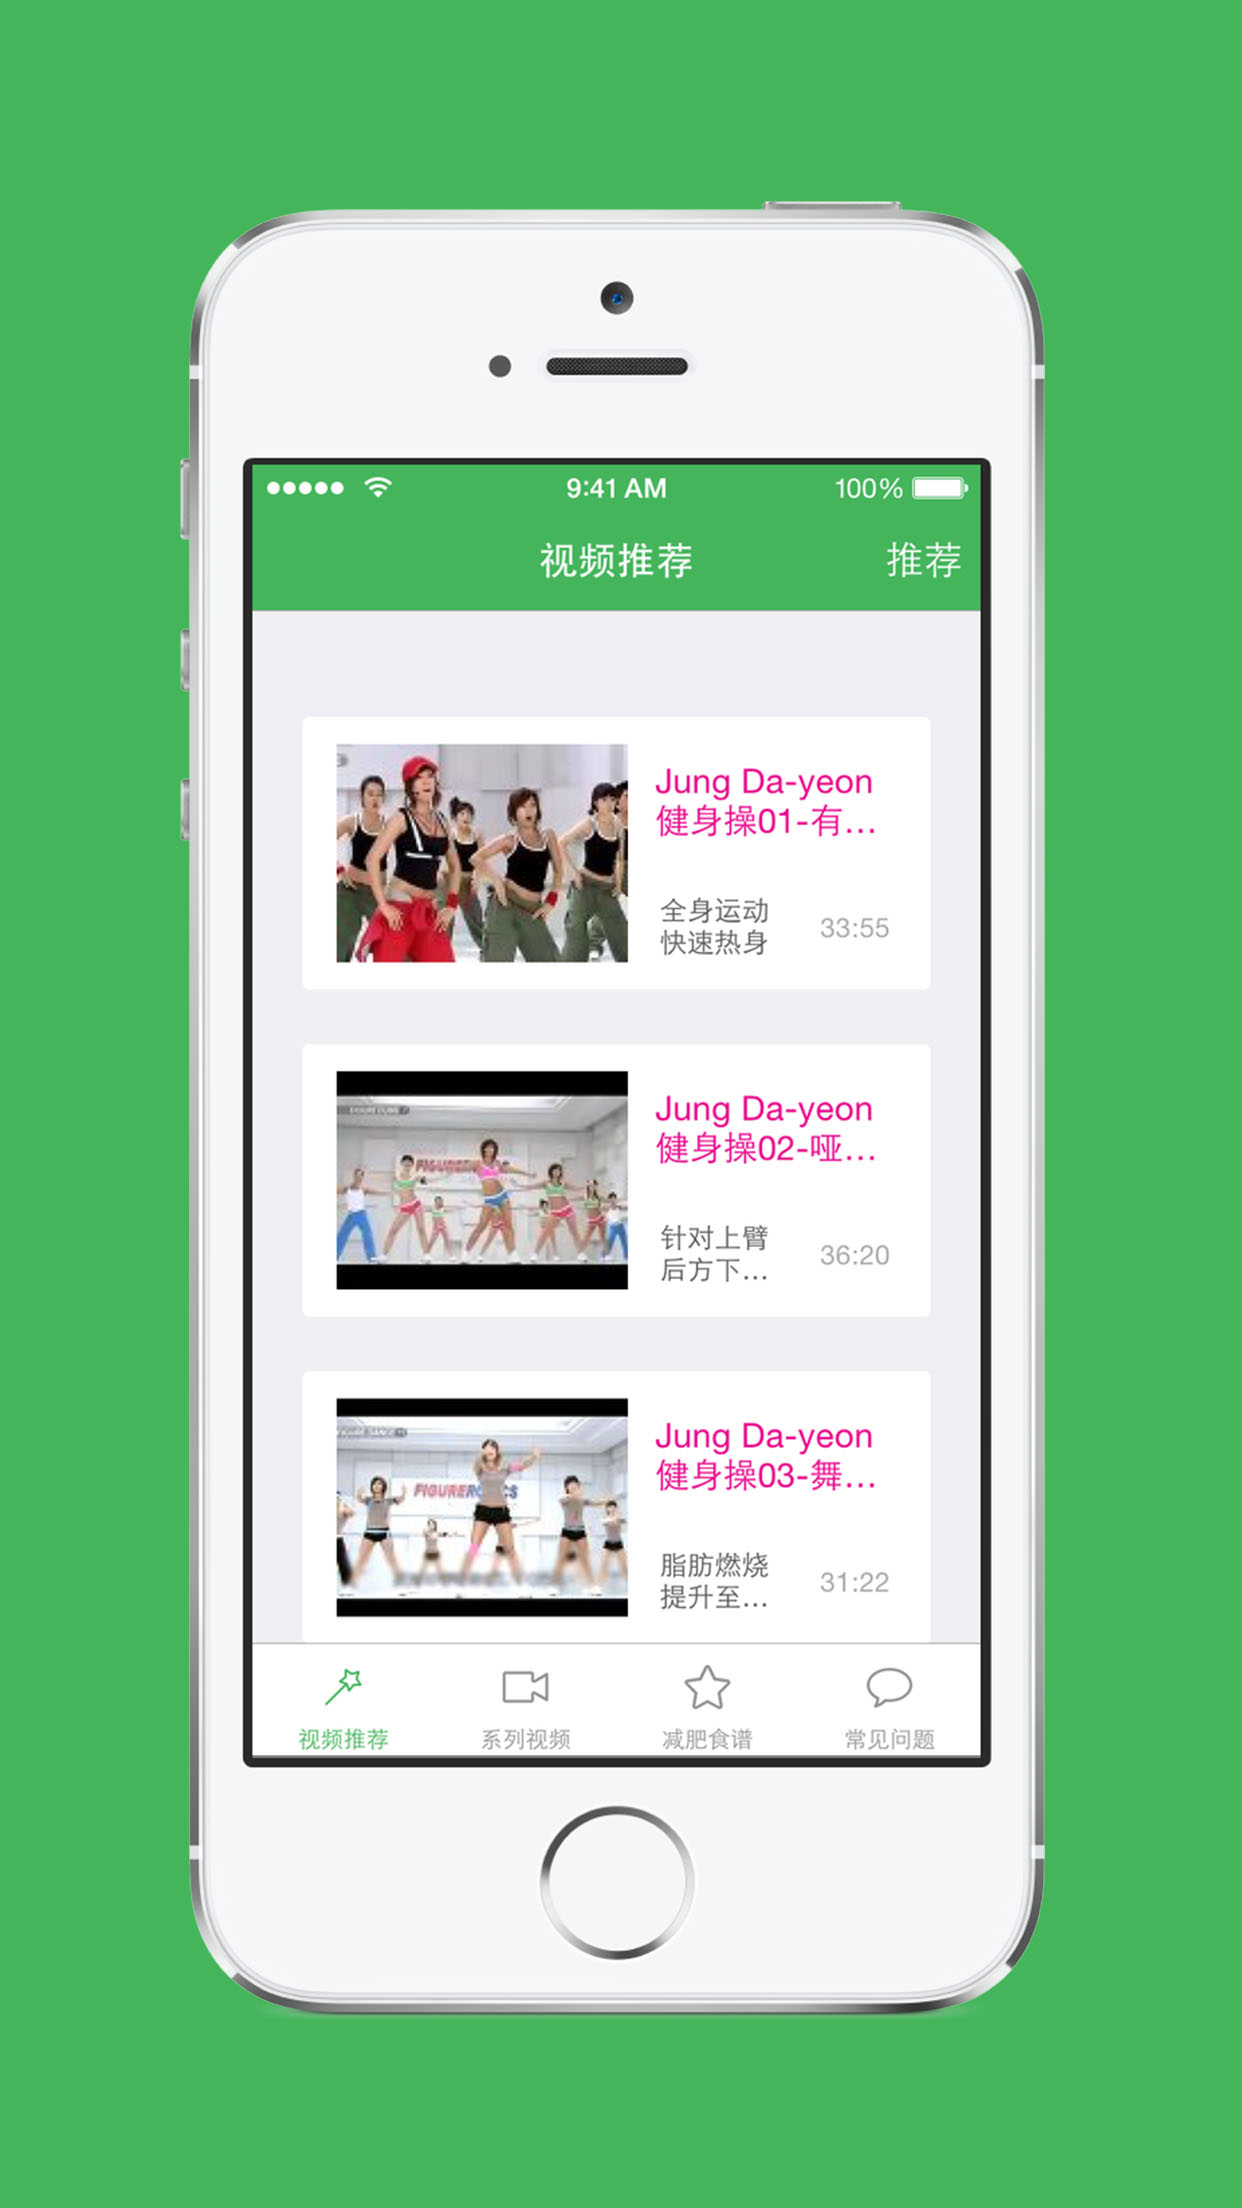 9:41 AM
100%
视频推荐
推荐
Jung Da-yeon
健身操01-有...
全身运动
快速热身
33:55
Jung Da-yeon
健身操02-哑...
针对上臂
后方下...
36:20
Jung Da-yeon
健身操03-舞...
脂肪燃烧
提升至...
31:22
视频推荐
系列视频
减肥食谱
常见问题